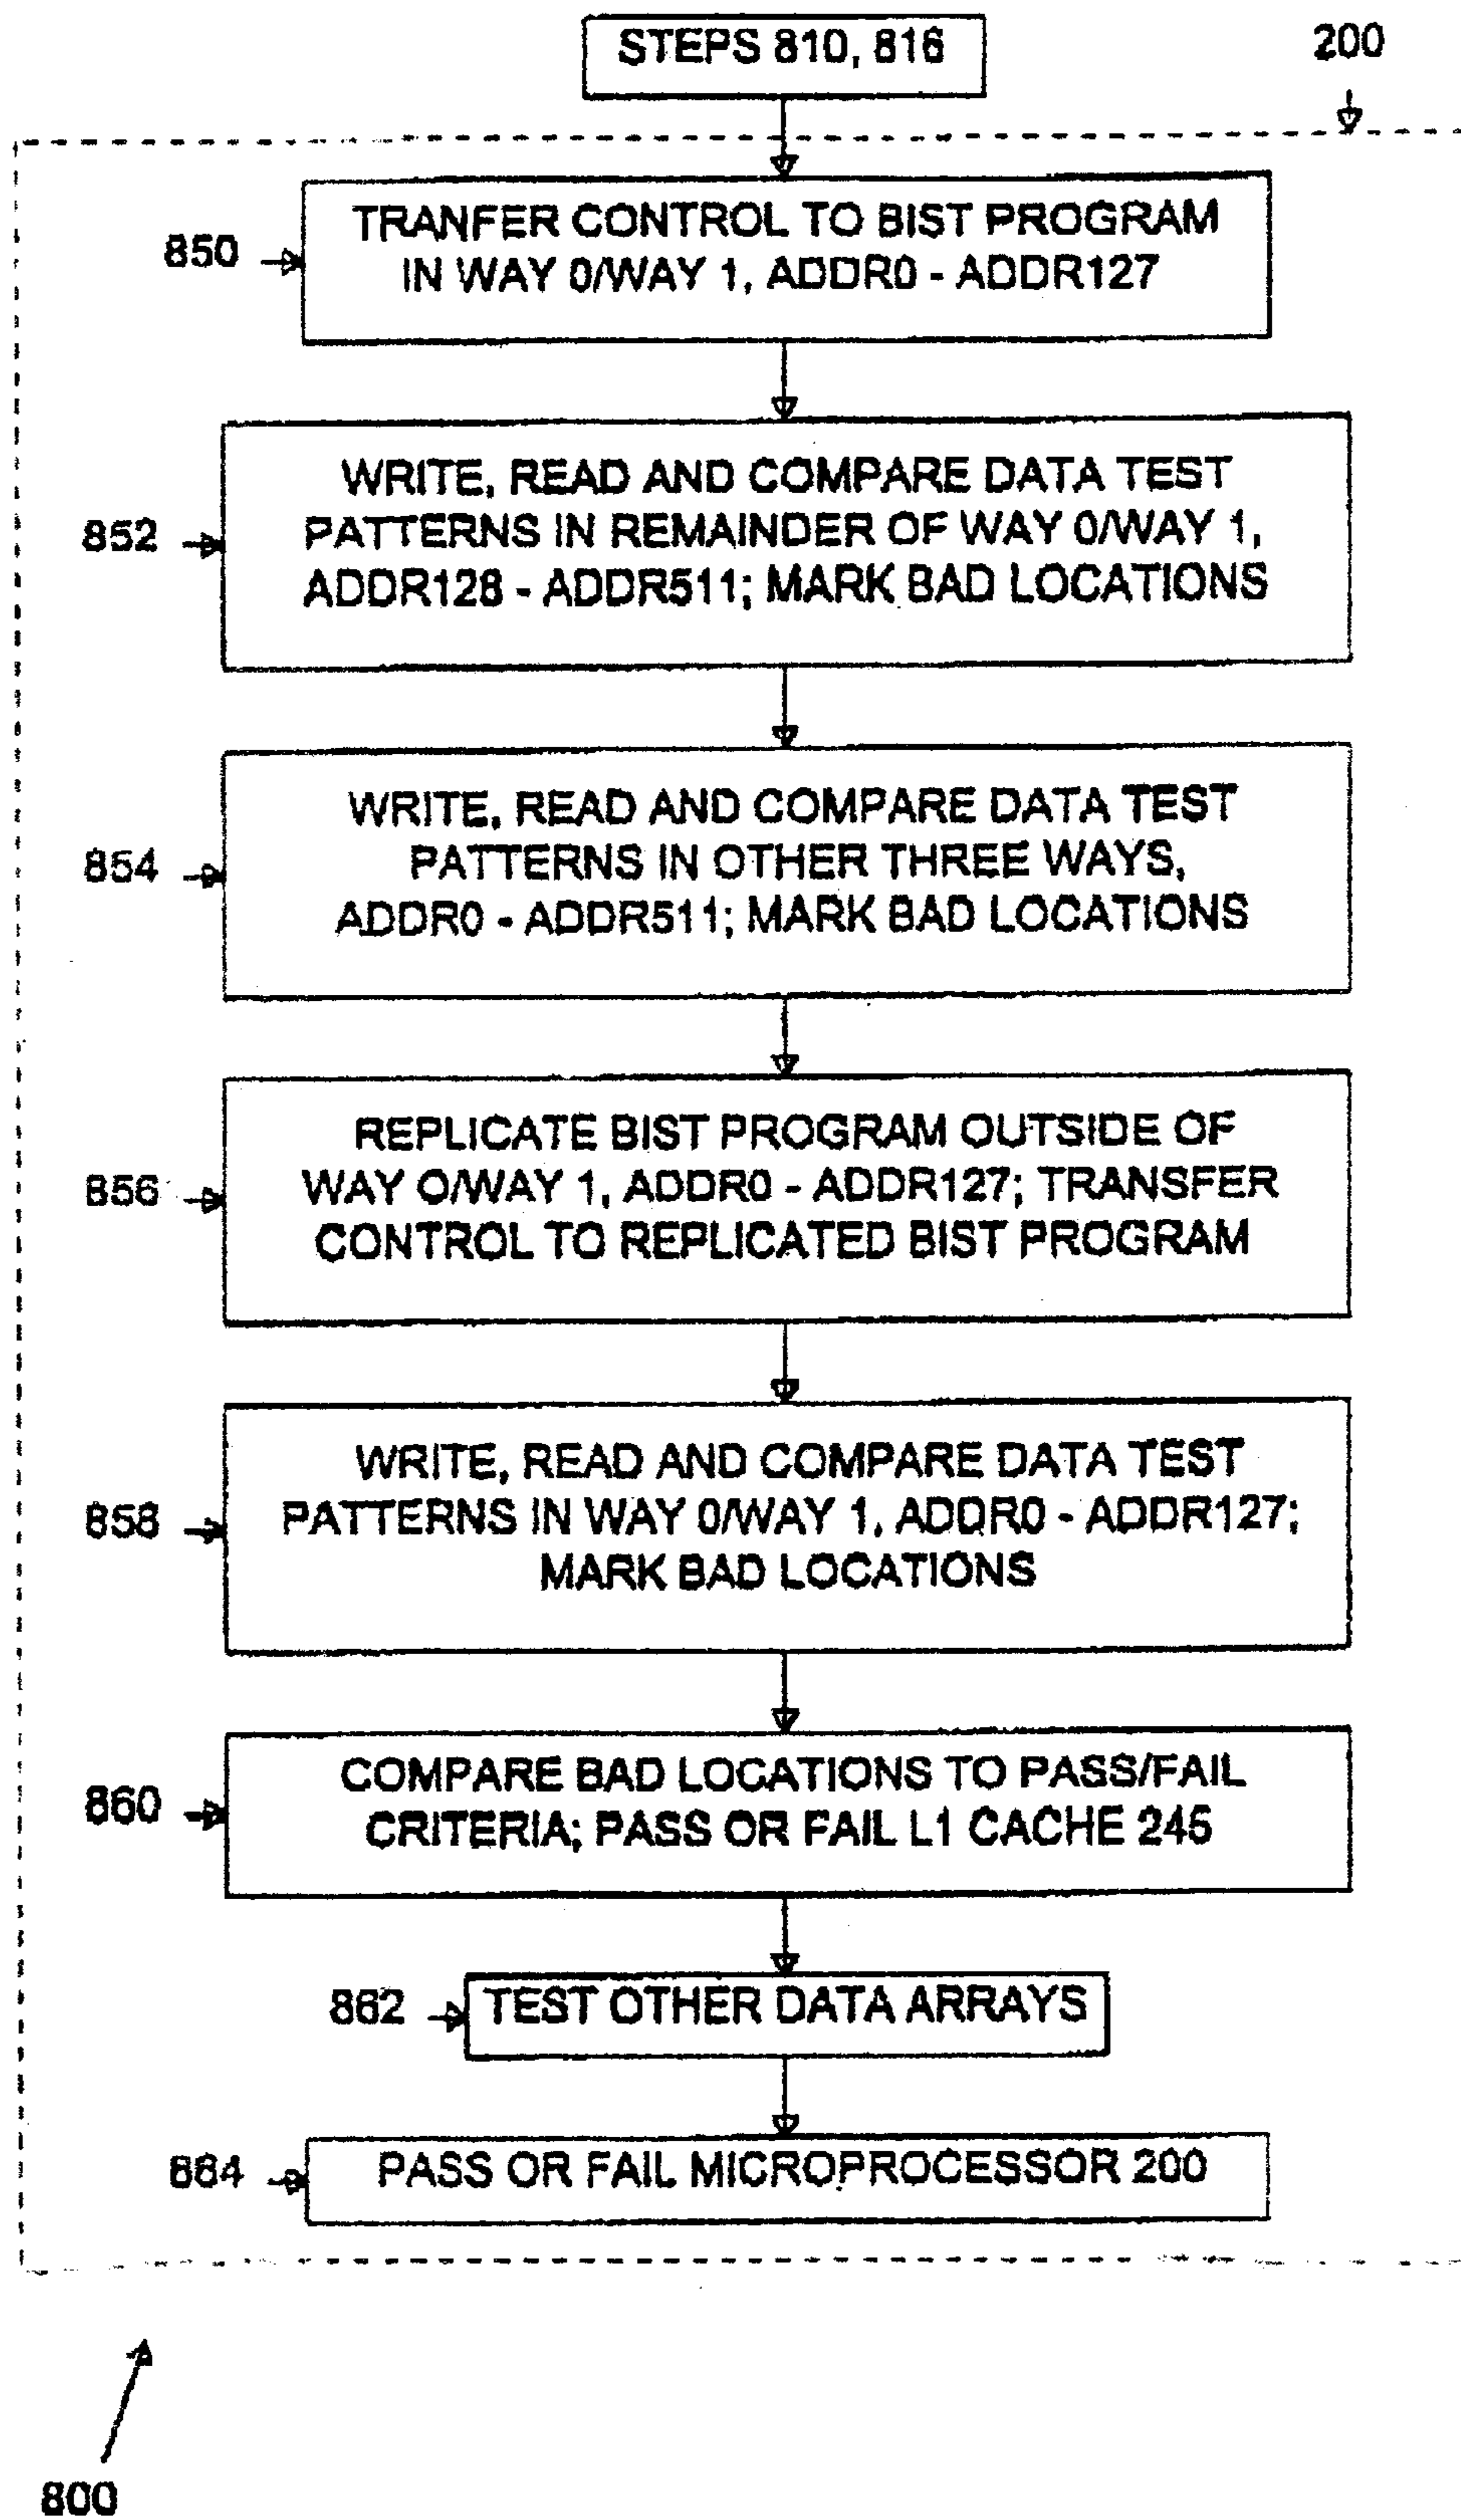 STEPS 810, 816
200
TRANFER CONTROL TO BIST PROGRAM
850
IN WAY 0/WAY 1, ADDR0 - ADDR127
WRITE, READ AND COMPARE DATA TEST
852
PATTERNS IN REMAINDER OF WAY 0/WAY 1,
ADDR128 - ADDR511; MARK BAD LOCATIONS
WRITE, READ AND COMPARE DATA TEST
854
PATTERNS IN OTHER THREE WAYS,
ADDR0 - ADDR511; MARK BAD LOCATIONS
REPLICATE BIST PROGRAM OUTSIDE OF
856
WAY 0/WAY 1, ADDR0 - ADDR127; TRANSFER
CONTROL TO REPLICATED BIST PROGRAM
WRITE, READ AND COMPARE DATA TEST
858
PATTERNS IN WAY 0/WAY 1, ADDR0 - ADDR127;
MARK BAD LOCATIONS
COMPARE BAD LOCATIONS TO PASS/FAIL
860
CRITERIA; PASS OR FAIL L1 CACHE 245
862
TEST OTHER DATA ARRAYS
864
PASS OR FAIL MICROPROCESSOR 200
800